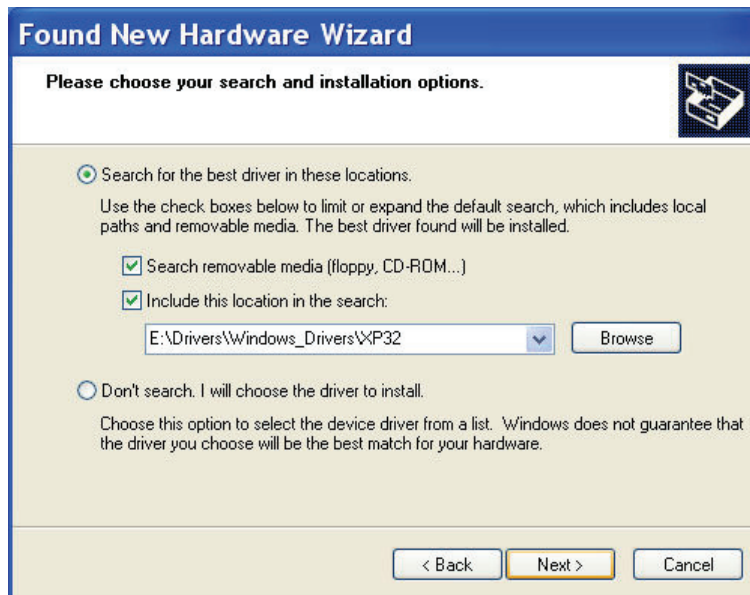 Found New Hardware Wizard
Please choose your search and installation options.
Search for the best driver in these locations.
Use the check boxes below to limit or expand the default search, which includes local
paths and removable media. The best driver found will be installed.
Search removable media (floppy, CD-ROM...)
Include this location in the search:
E:\Drivers\Windows_Drivers\XP32
Browse
Don't search. I will choose the driver to install.
Choose this option to select the device driver from a list. Windows does not guarantee that
the driver you choose will be the best match for your hardware.
< Back Next > Cancel